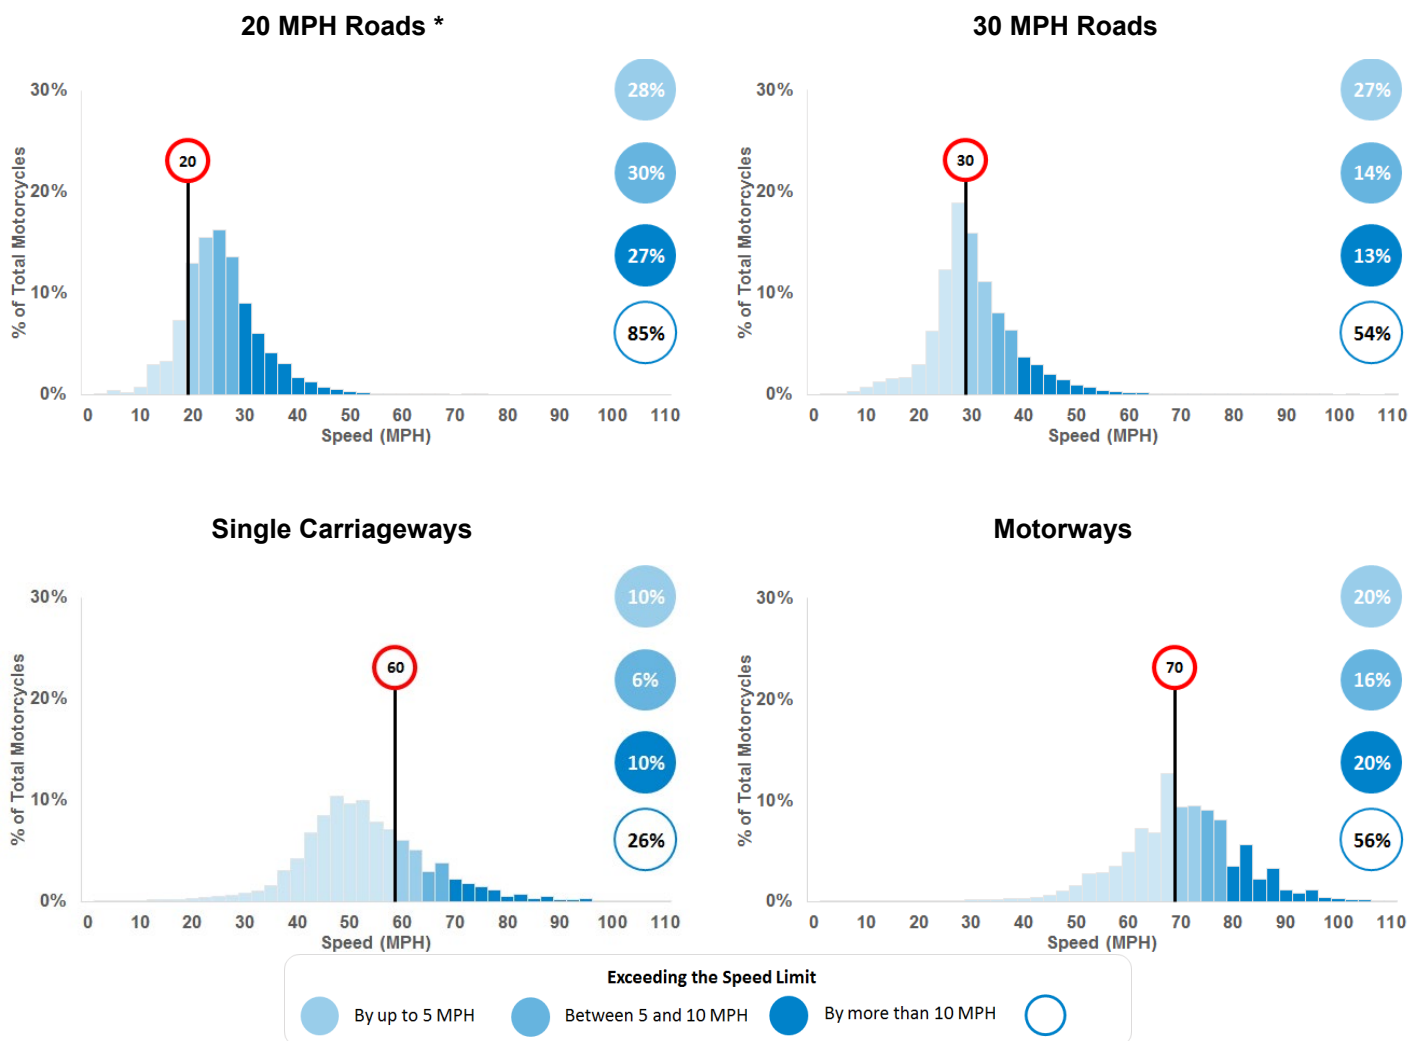 20 MPH Roads *
30 MPH Roads
30%
20%
10%
0%
% of Total Motorcycles
20
28%
30%
27%
85%
0 10 20 30 40 50 60 70 80 90 100 110
Speed (MPH)
30%
20%
10%
0%
% of Total Motorcycles
30
27%
14%
13%
54%
0 10 20 30 40 50 60 70 80 90 100 110
Speed (MPH)
Single Carriageways
Motorways
30%
20%
10%
0%
% of Total Motorcycles
60
10%
6%
10%
26%
0 10 20 30 40 50 60 70 80 90 100 110
Speed (MPH)
30%
20%
10%
0%
% of Total Motorcycles
70
20%
16%
20%
56%
0 10 20 30 40 50 60 70 80 90 100 110
Speed (MPH)
Exceeding the Speed Limit
By up to 5 MPH
Between 5 and 10 MPH
By more than 10 MPH